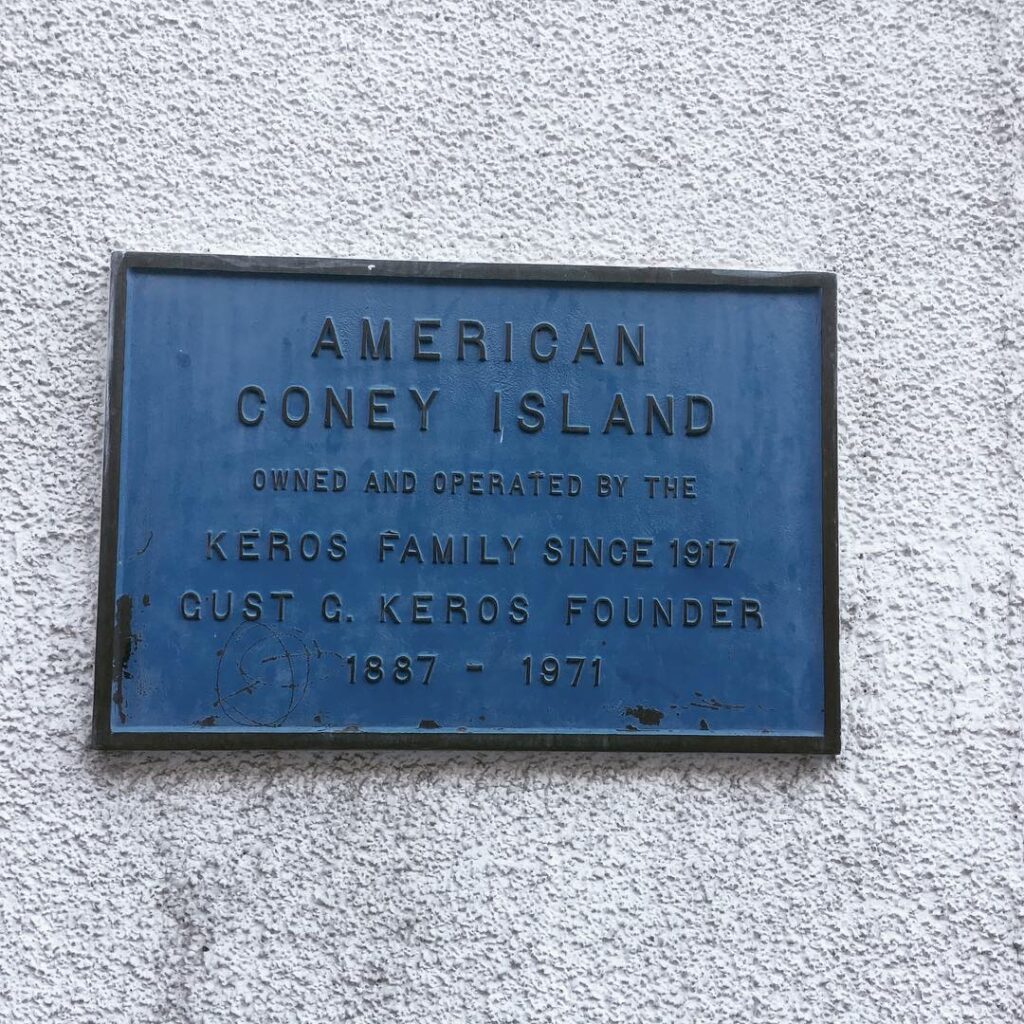 AMERICAN
CONEY ISLAND
OWNED AND OPERATED BY THE
KEROS FAMILY SINCE 1917
GUST G. KEROS FOUNDER
1887 - 1971